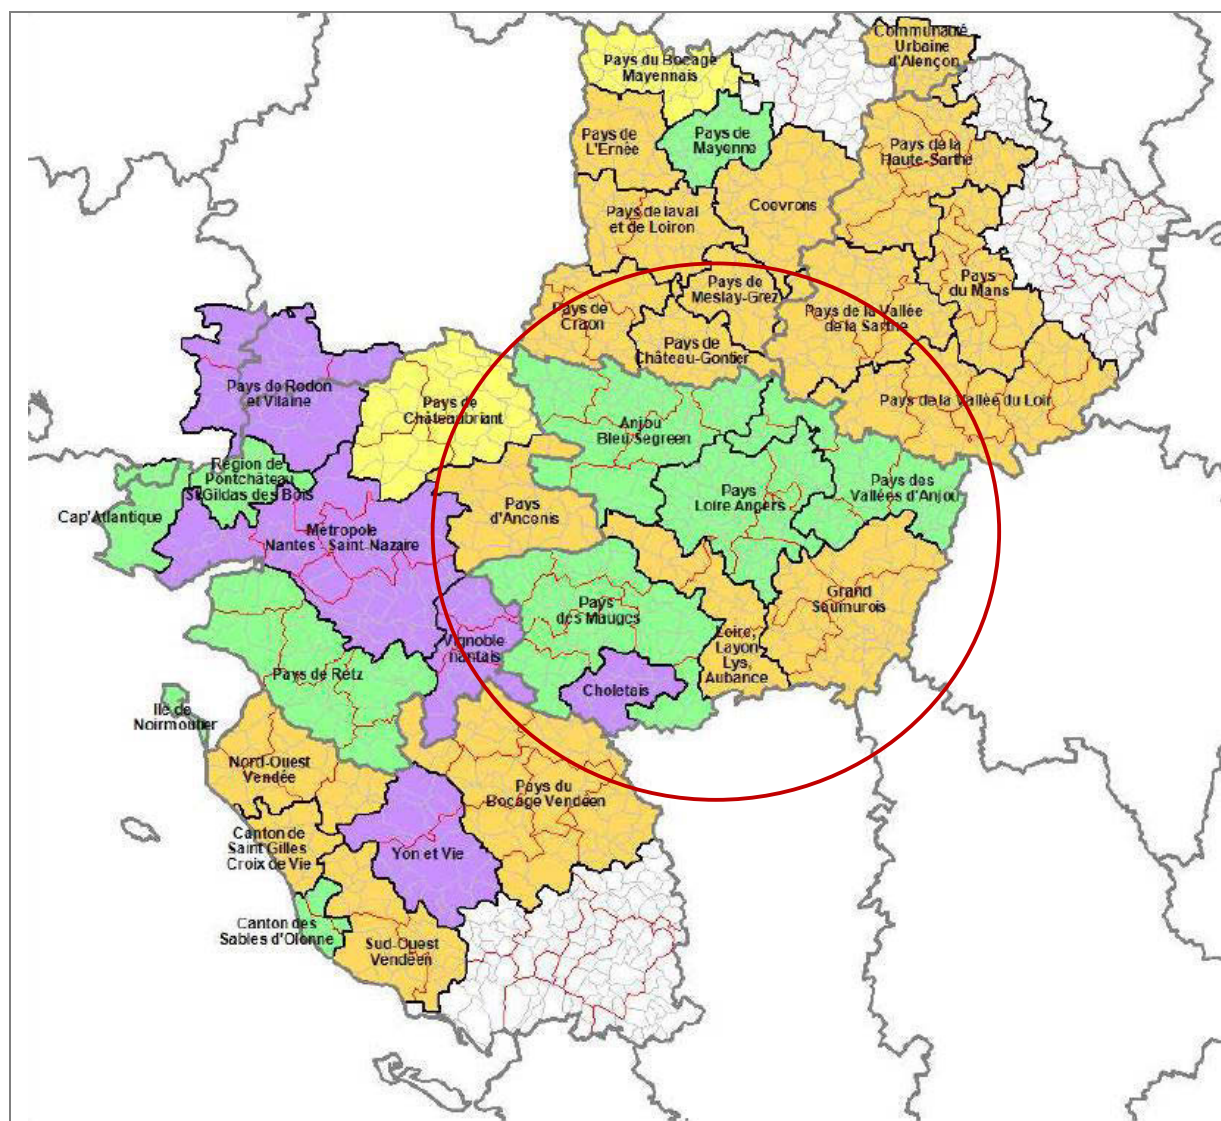 Communauté
Urbaine
d'Alençon
Pays du Bocage
Mayennais
Pays de
L'Ernée
Pays de
Mayenne
Pays de la
Haute-Sarthe
Pays de laval
et de Loiron
Coevrons
Pays de
Craon
Pays de
Meslay-Grez
Pays de
Château-Gontier
Pays de la Vallée
de la Sarthe
Pays
du Mans
Pays de la Vallée du Loir
Pays de Redon
et Vilaine
Pays de
Châteaubriant
Anjou
Bleu Segreen
Région de
Pontchâteau
St Gildas des Bois
Cap'Atlantique
Métropole
Nantes Saint-Nazaire
Pays
d'Ancenis
Pays
Loire Angers
Pays des
Vallées d'Anjou
Pays
des Mauges
Grand
Saumurois
Loire,
Layon
Lys,
Aubance
Vignoble
nantais
Choletais
Pays de Retz
Ile de
Noirmoutier
Nord-Ouest
Vendée
Pays du
Bocage Vendéen
Canton de
Saint Gilles
Croix de Vie
Yon et Vie
Canton des
Sables d'Olonne
Sud-Ouest
Vendéen